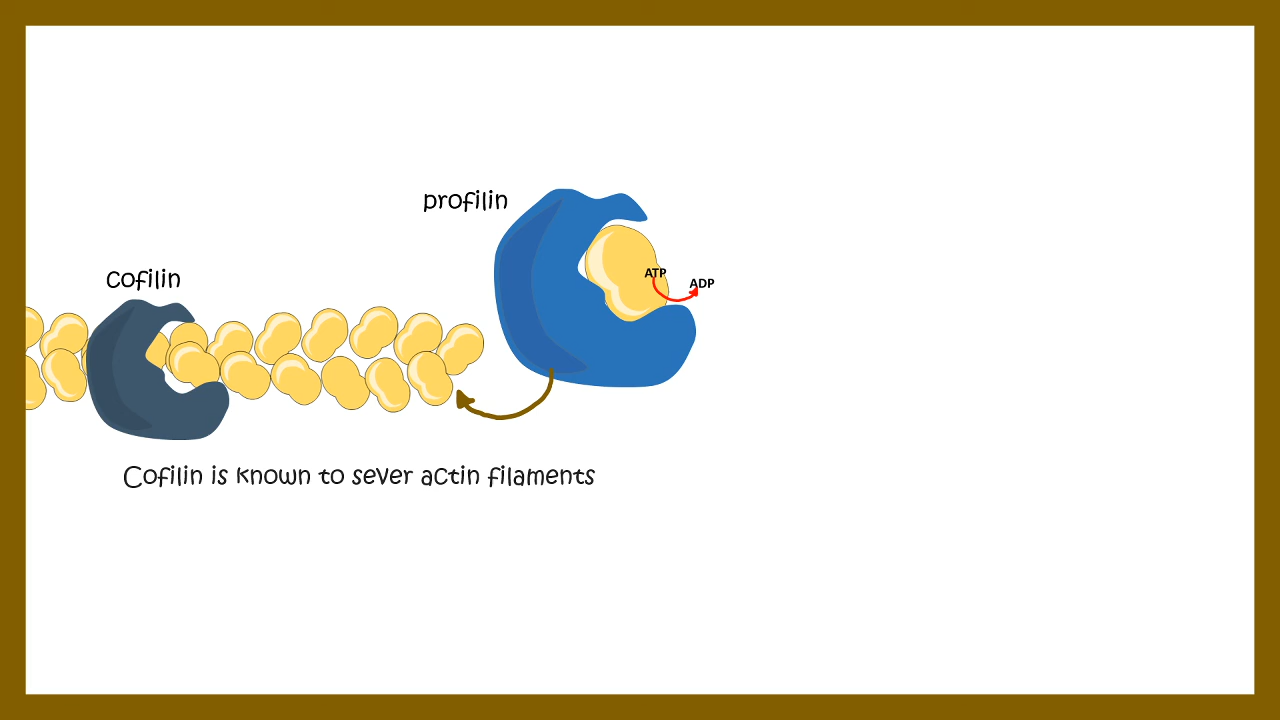 profilin
ATP
ADP
cofilin
Cofilin is known to sever actin filaments